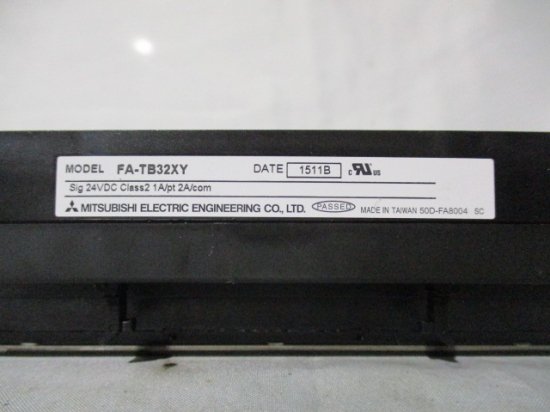 MODEL FA-TB32XY DATE 1511B c RU US
Sig 24VDC Class2 1A/pt 2A/com
MITSUBISHI ELECTRIC ENGINEERING CO., LTD. PASSED MADE IN TAIWAN 50D-FA8004 SC